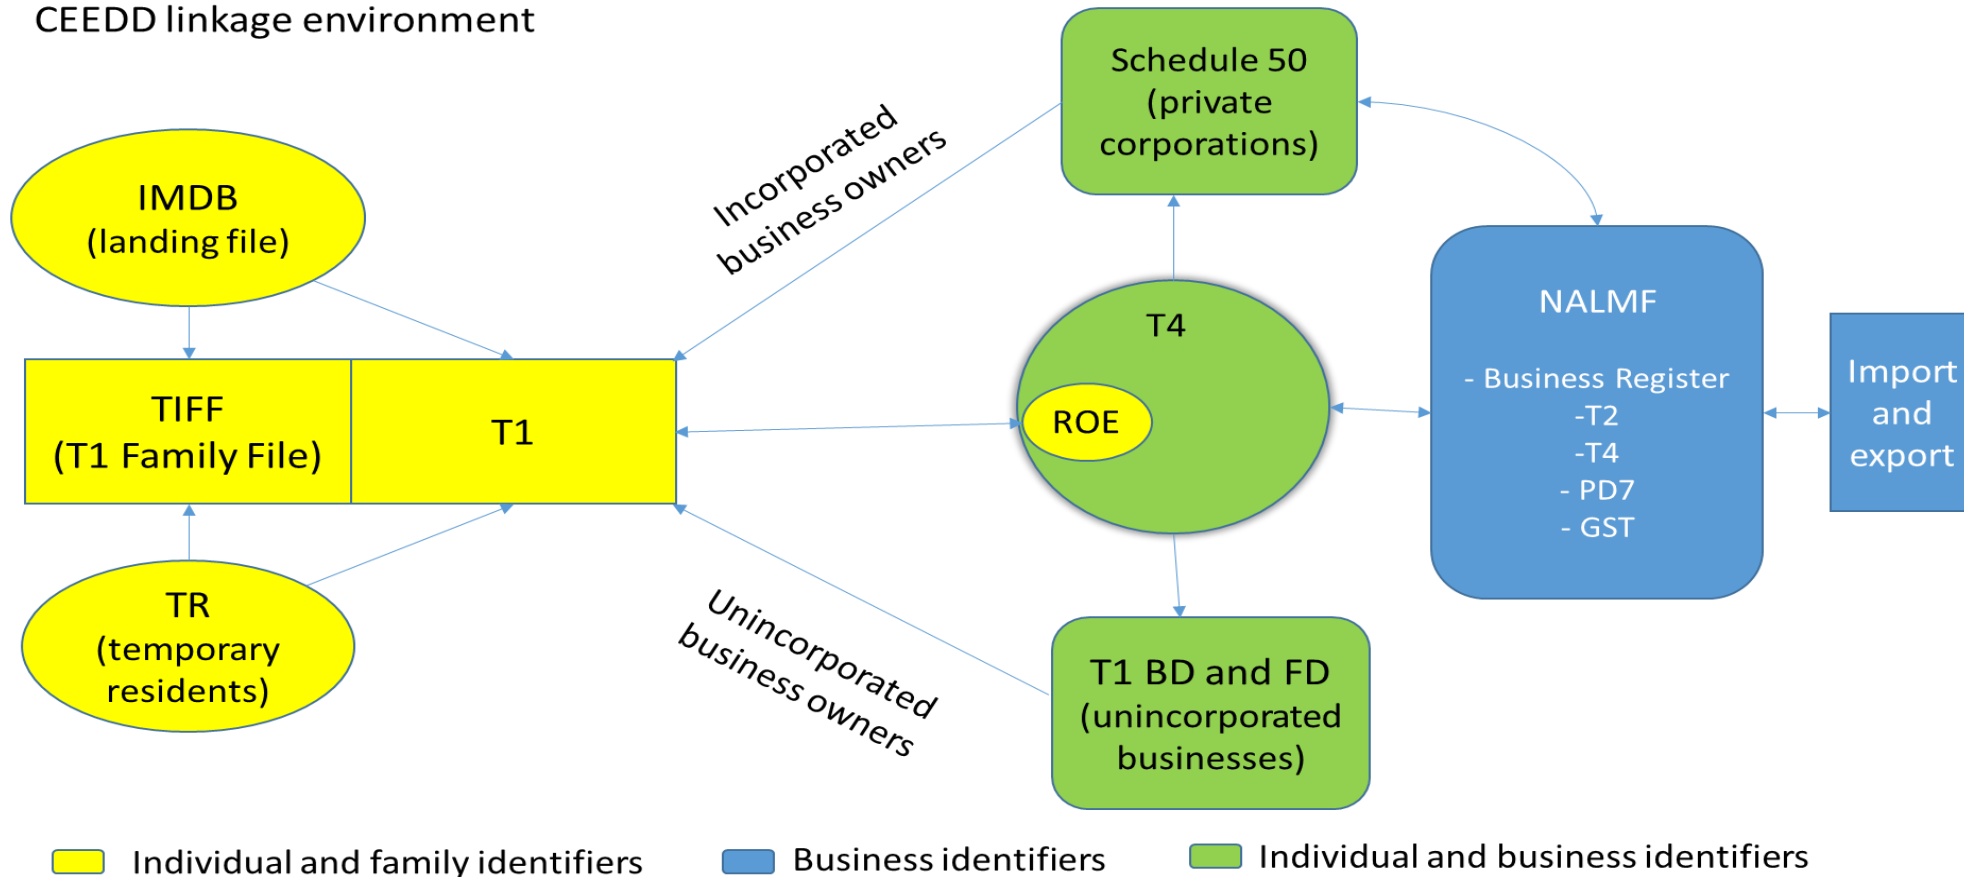 CEEDD linkage environment
IMDB
(landing file)
TIFF
(T1 Family File)
T1
TR
(temporary
residents)
Incorporated
business owners
Unincorporated
business owners
Schedule 50
(private
corporations)
T4
ROE
T1 BD and FD
(unincorporated
businesses)
NALMF
- Business Register
-T2
-T4
- PD7
- GST
Import
and
export
Individual and family identifiers
Business identifiers
Individual and business identifiers